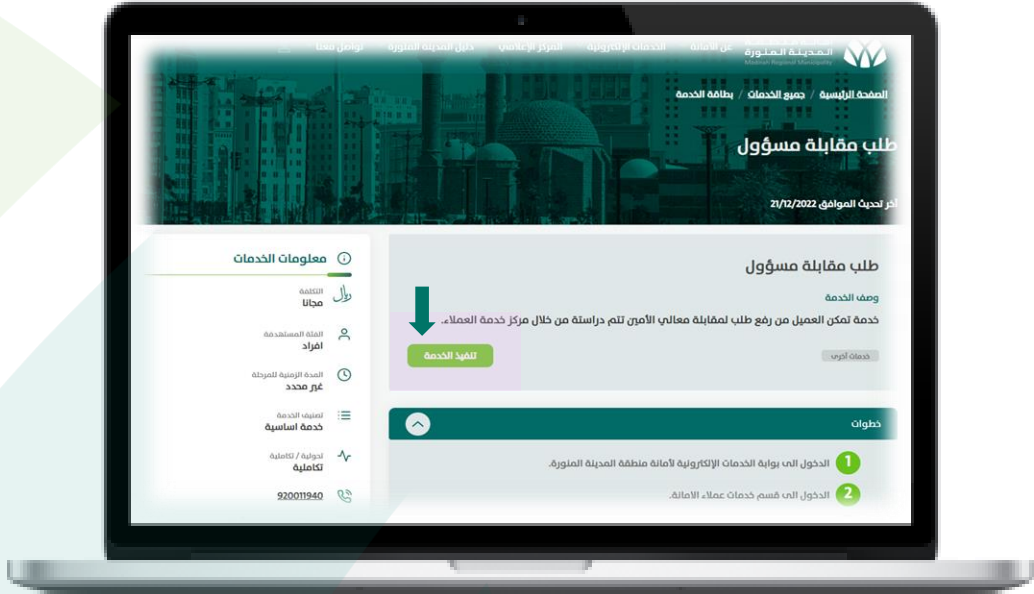 عن الأمانة
الخدمات الإلكترونية
المركز الإعلامي
دليل المدينة المنورة
تواصل معنا
الـمـديـنـة الـمـنـورة
Madinah Regional Municipality
الصفحة الرئيسية / جميع الخدمات / بطاقة الخدمة
طلب مقابلة مسؤول
آخر تحديث الموافق 21/12/2022
طلب مقابلة مسؤول
وصف الخدمة
خدمة تمكن العميل من رفع طلب لمقابلة معالي الأمين تتم دراستة من خلال مركز خدمة العملاء.
تنفيذ الخدمة
خدمات أخرى
خطوات
1 الدخول الى بوابة الخدمات الإلكترونية لأمانة منطقة المدينة المنورة.
2 الدخول الى قسم خدمات عملاء الامانة.
معلومات الخدمات
التكلفة
مجانا
الفئة المستهدفة
افراد
المدة الزمنية للمرحلة
غير محدد
تصنيف الخدمة
خدمة اساسية
تحولية / تكاملية
تكاملية
920011940